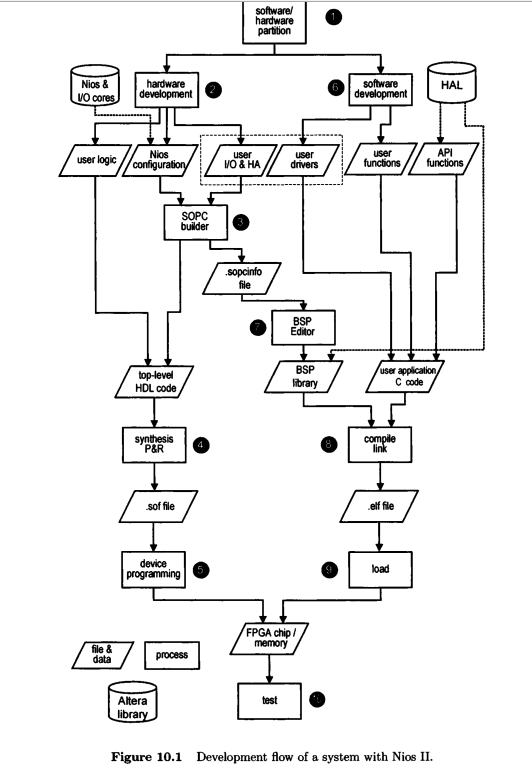 software/
hardware
partition
1
Nios &
I/O cores
hardware
development
2
6
software
development
HAL
user logic
Nios
configuration
user
I/O & HA
user
drivers
user
functions
API
functions
SOPC
builder
3
.sopcinfo
file
7
BSP
Editor
top-level
HDL code
BSP
library
user application
C code
synthesis
P&R
4
8
compile
link
.sof file
.elf file
device
programming
5
9
load
FPGA chip /
memory
file &
data
process
Altera
library
test
Figure 10.1 Development flow of a system with Nios II.